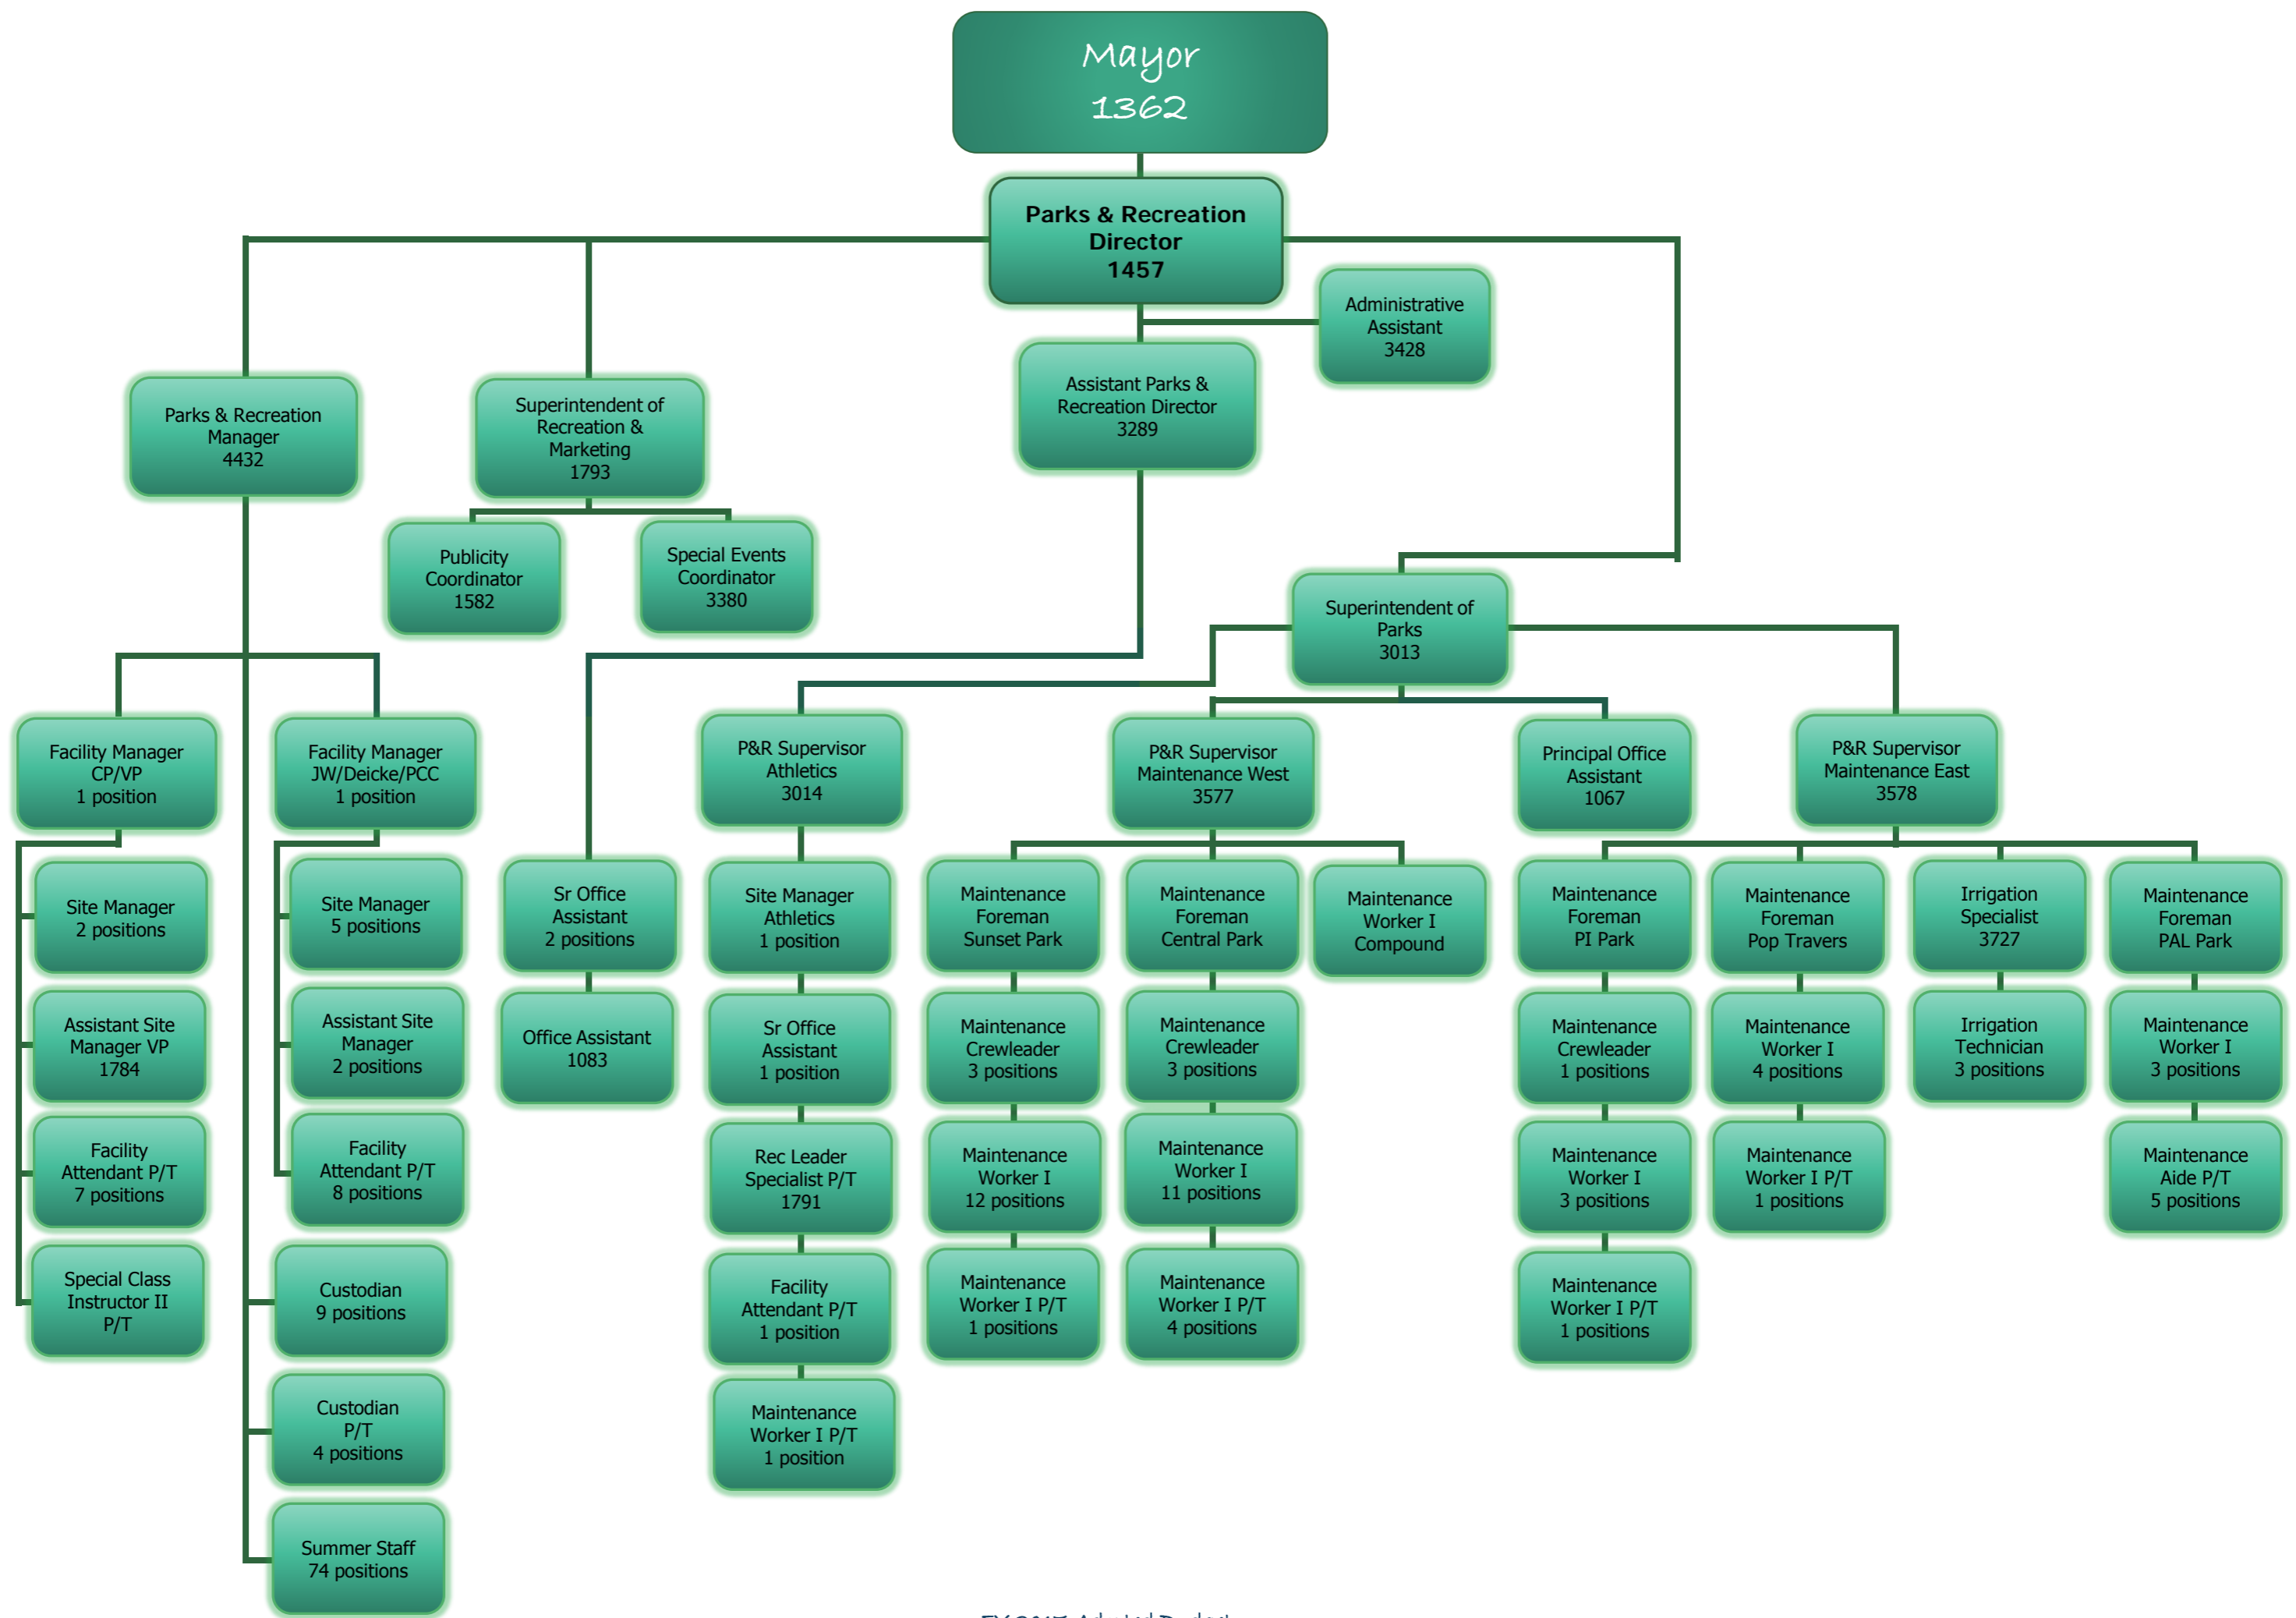 Mayor
1362
Parks & Recreation
Director
1457
Administrative
Assistant
3428
Parks & Recreation
Manager
4432
Superintendent of
Recreation &
Marketing
1793
Assistant Parks &
Recreation Director
3289
Publicity
Coordinator
1582
Special Events
Coordinator
3380
Superintendent of
Parks
3013
Facility Manager
CP/VP
1 position
Facility Manager
JW/Deicke/PCC
1 position
P&R Supervisor
Athletics
3014
P&R Supervisor
Maintenance West
3577
Principal Office
Assistant
1067
P&R Supervisor
Maintenance East
3578
Site Manager
2 positions
Site Manager
5 positions
Sr Office
Assistant
2 positions
Site Manager
Athletics
1 position
Maintenance
Foreman
Sunset Park
Maintenance
Foreman
Central Park
Maintenance
Worker I
Compound
Maintenance
Foreman
PI Park
Maintenance
Foreman
Pop Travers
Irrigation
Specialist
3727
Maintenance
Foreman
PAL Park
Assistant Site
Manager VP
1784
Assistant Site
Manager
2 positions
Office Assistant
1083
Sr Office
Assistant
1 position
Maintenance
Crewleader
3 positions
Maintenance
Crewleader
3 positions
Maintenance
Crewleader
1 positions
Maintenance
Worker I
4 positions
Irrigation
Technician
3 positions
Maintenance
Worker I
3 positions
Facility
Attendant P/T
7 positions
Facility
Attendant P/T
8 positions
Rec Leader
Specialist P/T
1791
Maintenance
Worker I
12 positions
Maintenance
Worker I
11 positions
Maintenance
Worker I
3 positions
Maintenance
Worker I P/T
1 positions
Maintenance
Aide P/T
5 positions
Special Class
Instructor II
P/T
Custodian
9 positions
Facility
Attendant P/T
1 position
Maintenance
Worker I P/T
1 positions
Maintenance
Worker I P/T
4 positions
Maintenance
Worker I P/T
1 positions
Custodian
P/T
4 positions
Maintenance
Worker I P/T
1 position
Summer Staff
74 positions